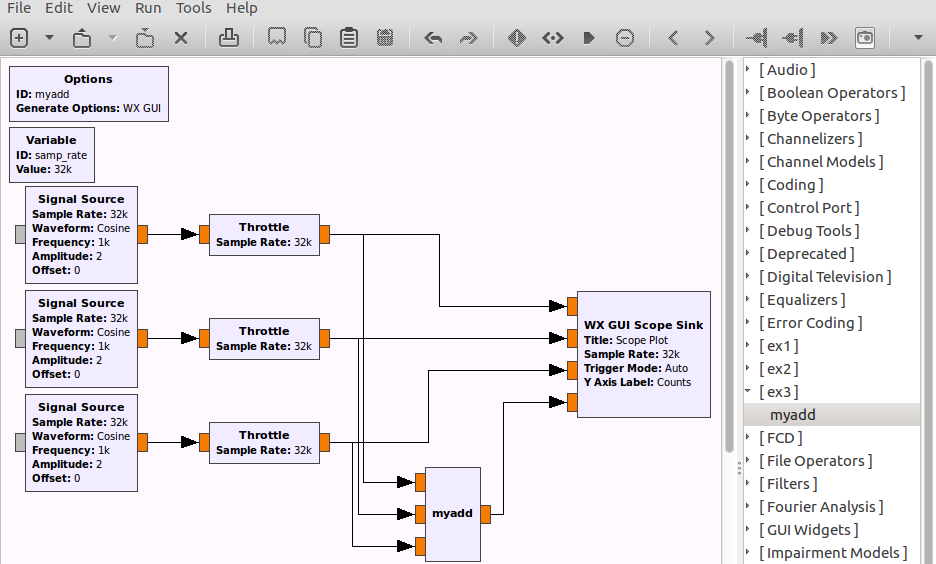 File Edit View Run Tools Help
Options
ID: myadd
Generate Options: WX GUI
Variable
ID: samp_rate
Value: 32k
Signal Source
Sample Rate: 32k
Waveform: Cosine
Frequency: 1k
Amplitude: 2
Offset: 0
Throttle
Sample Rate: 32k
Signal Source
Sample Rate: 32k
Waveform: Cosine
Frequency: 1k
Amplitude: 2
Offset: 0
Throttle
Sample Rate: 32k
Signal Source
Sample Rate: 32k
Waveform: Cosine
Frequency: 1k
Amplitude: 2
Offset: 0
Throttle
Sample Rate: 32k
WX GUI Scope Sink
Title: Scope Plot
Sample Rate: 32k
Trigger Mode: Auto
Y Axis Label: Counts
myadd
[ Audio ]
[ Boolean Operators ]
[ Byte Operators ]
[ Channelizers ]
[ Channel Models ]
[ Coding ]
[ Control Port ]
[ Debug Tools ]
[ Deprecated ]
[ Digital Television ]
[ Equalizers ]
[ Error Coding ]
[ ex1 ]
[ ex2 ]
[ ex3 ]
myadd
[ FCD ]
[ File Operators ]
[ Filters ]
[ Fourier Analysis ]
[ GUI Widgets ]
[ Impairment Models ]